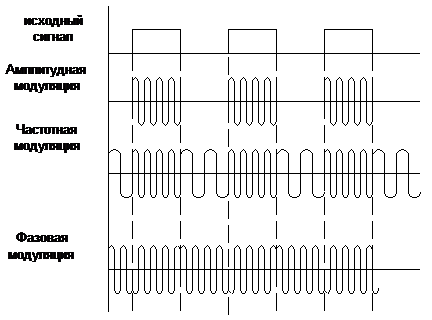 исходный
сигнал
Амплитудная
модуляция
Частотная
модуляция
Фазовая
модуляция